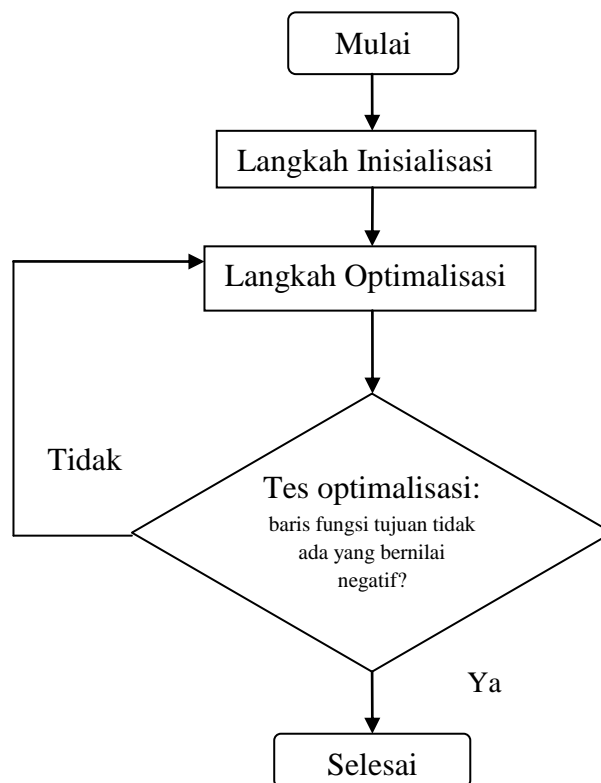 Mulai
Langkah Inisialisasi
Langkah Optimalisasi
Tidak
Tes optimalisasi:
baris fungsi tujuan tidak
ada yang bernilai
negatif?
Ya
Selesai